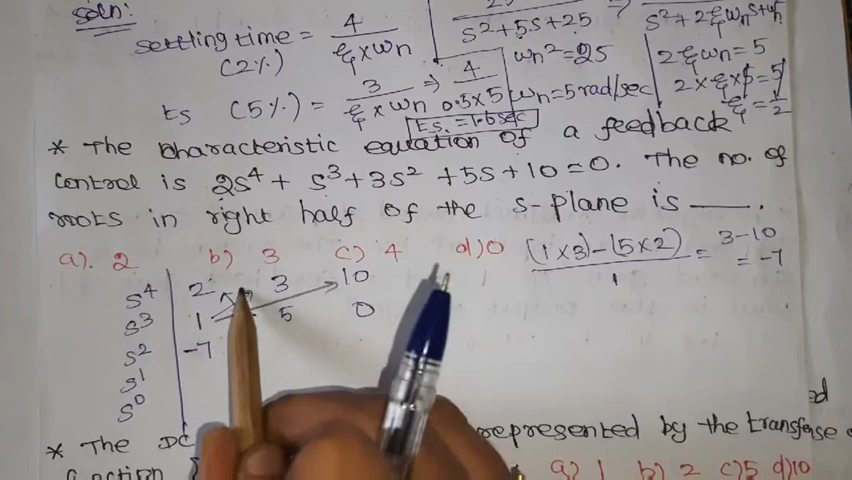 soln:
settling time = 4 / ξ × ωn
(2%)
s² + 5s + 25
s² + 2ξωn s + ωn²
ωn² = 25
2ξωn = 5
ts (5%) = 3 / ξ × ωn ⇒ 4 / 0.5 × 5
ωn = 5 rad/sec
2 × ξ × 5 = 5
ts = 1.6 sec
ξ = 1/2
* The characteristic equation of a feedback
control is 2s⁴ + s³ + 3s² + 5s + 10 = 0. The no. of
roots in right half of the s-plane is ___.
a). 2 b) 3 c) 4 d) 0
(1×3) - (5×2) / 1 = 3-10
= -7
s⁴ 2 3 10
s³ 1 5 0
s² -7
s¹
s⁰
* The DC represented by the transfer
a) 1 b) 2 c) 5 d) 10